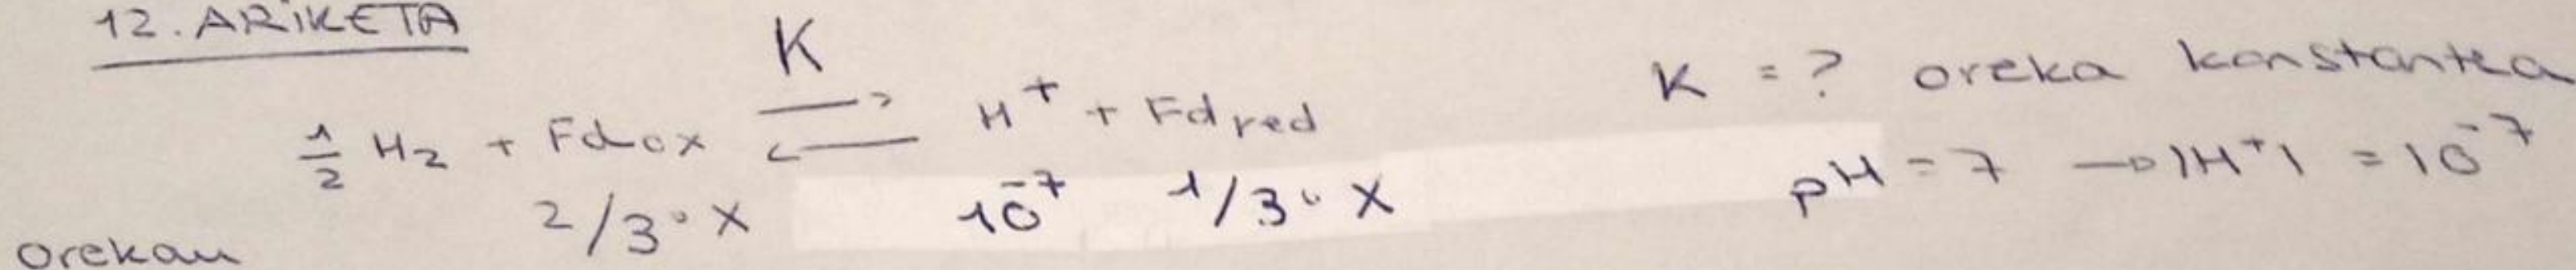 12. ARIKETA
K
1/2 H2 + Fdox ⇌ H+ + Fdred
K = ? oreka konstantea
pH = 7 → |H+| = 10^-7
2/3 · X 10^-7 1/3 · X
orekan